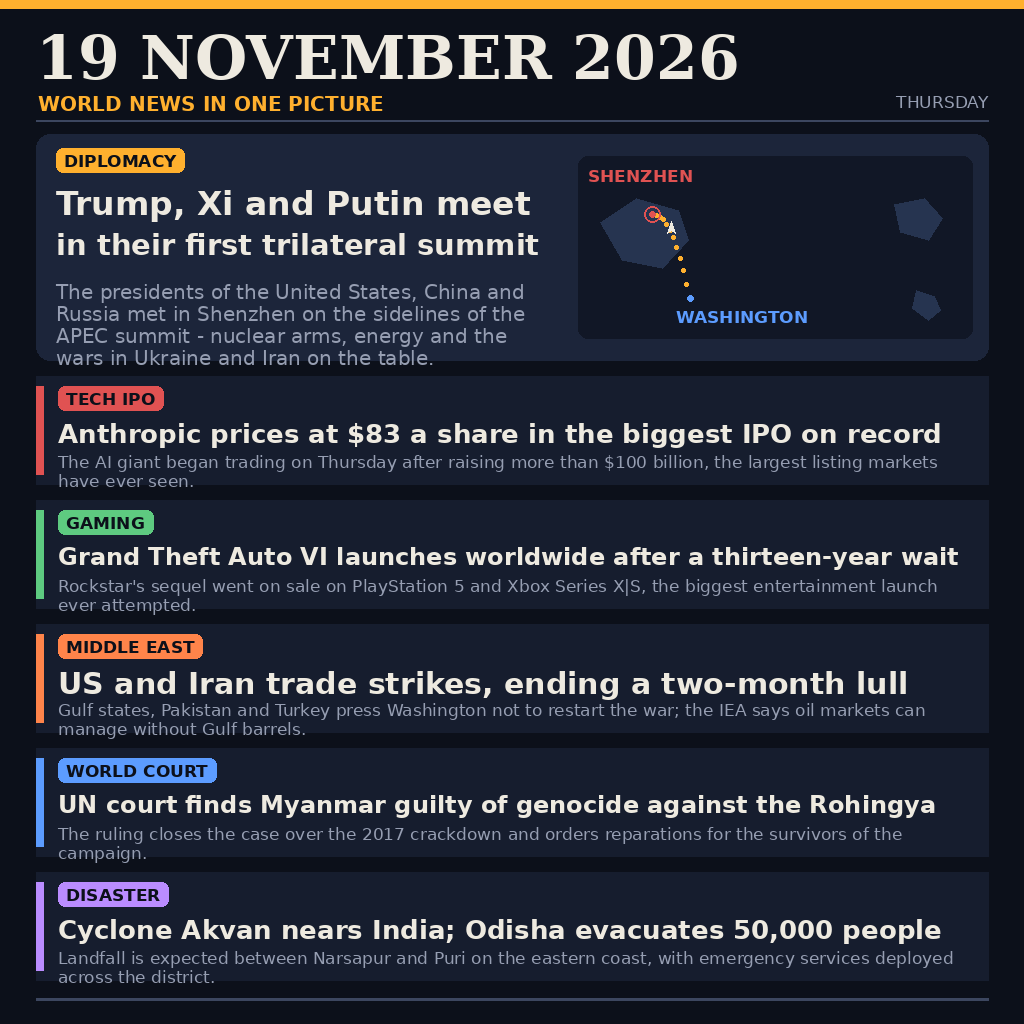 19 NOVEMBER 2026
WORLD NEWS IN ONE PICTURE
THURSDAY
DIPLOMACY
Trump, Xi and Putin meet
in their first trilateral summit
The presidents of the United States, China and
Russia met in Shenzhen on the sidelines of the
APEC summit - nuclear arms, energy and the
wars in Ukraine and Iran on the table.
SHENZHEN
WASHINGTON
TECH IPO
Anthropic prices at $83 a share in the biggest IPO on record
The AI giant began trading on Thursday after raising more than $100 billion, the largest listing markets
have ever seen.
GAMING
Grand Theft Auto VI launches worldwide after a thirteen-year wait
Rockstar's sequel went on sale on PlayStation 5 and Xbox Series X|S, the biggest entertainment launch
ever attempted.
MIDDLE EAST
US and Iran trade strikes, ending a two-month lull
Gulf states, Pakistan and Turkey press Washington not to restart the war; the IEA says oil markets can
manage without Gulf barrels.
WORLD COURT
UN court finds Myanmar guilty of genocide against the Rohingya
The ruling closes the case over the 2017 crackdown and orders reparations for the survivors of the
campaign.
DISASTER
Cyclone Akvan nears India; Odisha evacuates 50,000 people
Landfall is expected between Narsapur and Puri on the eastern coast, with emergency services deployed
across the district.